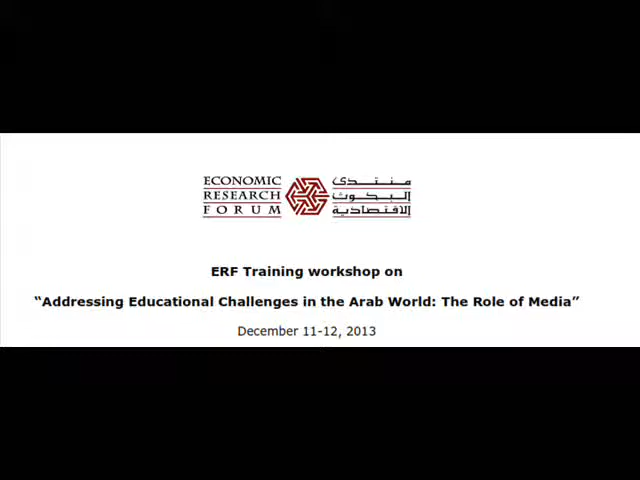 ECONOMIC
RESEARCH
FORUM
منتدى
البحوث
الاقتصادية
ERF Training workshop on
“Addressing Educational Challenges in the Arab World: The Role of Media”
December 11-12, 2013